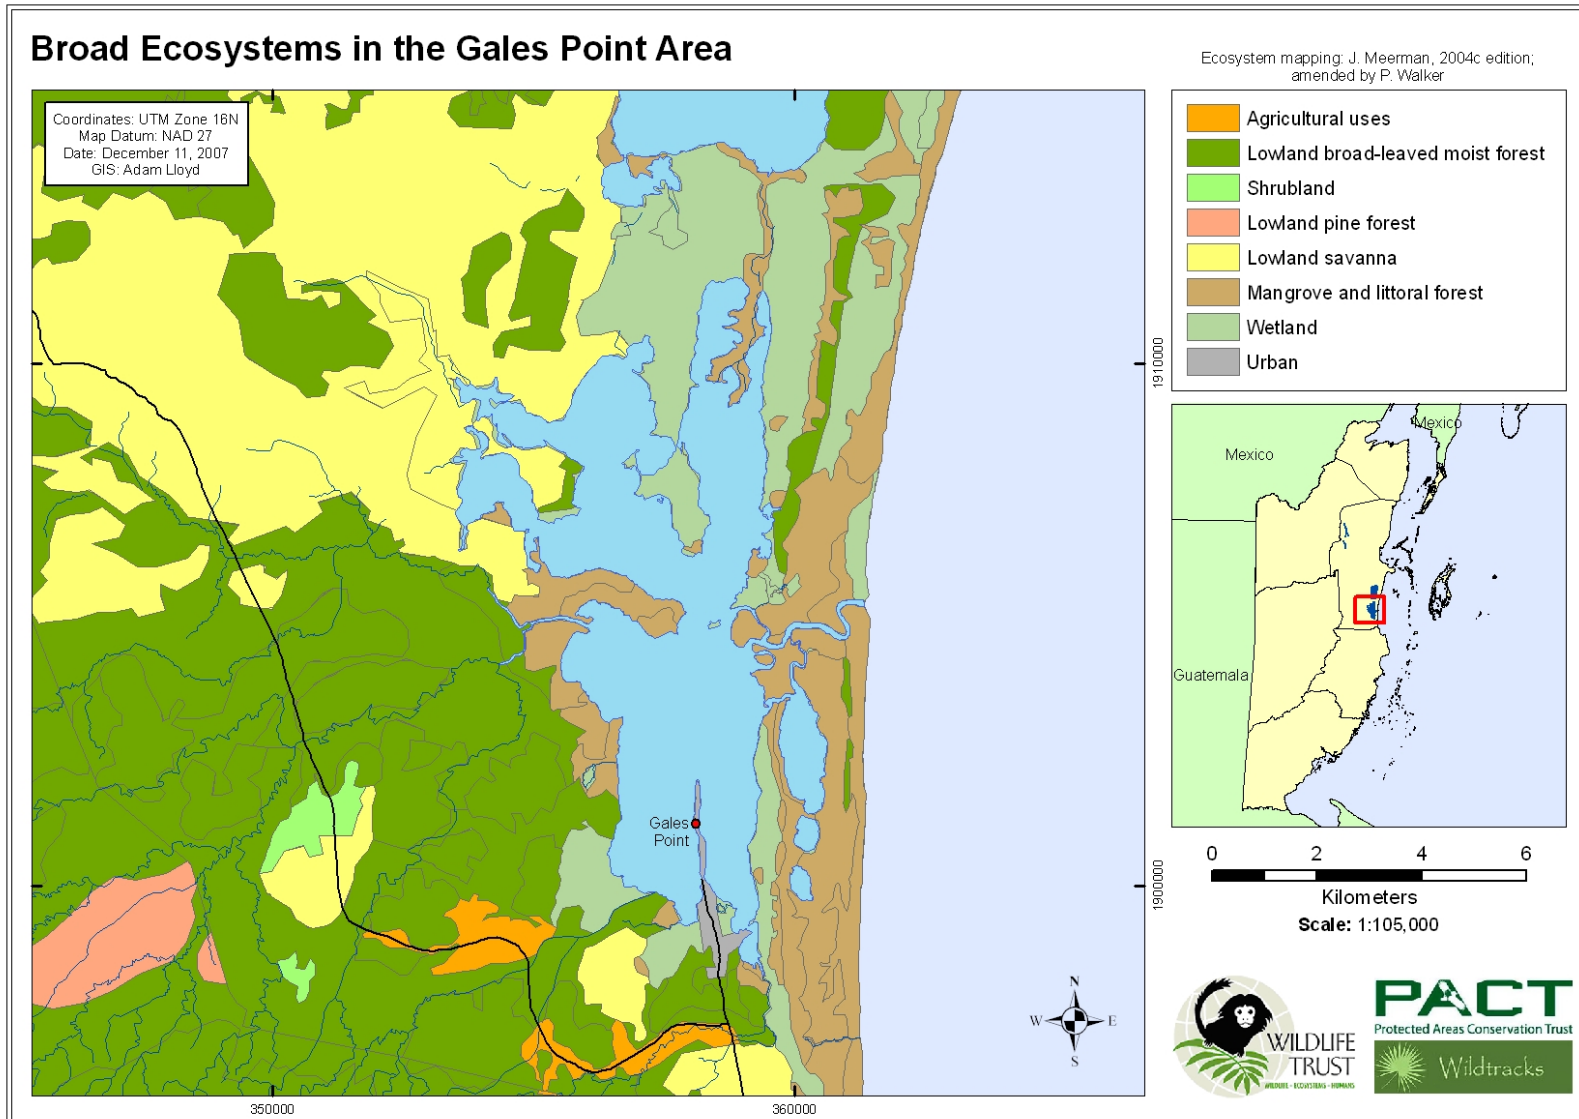 Broad Ecosystems in the Gales Point Area
Ecosystem mapping: J. Meerman, 2004c edition;
amended by P. Walker
Coordinates: UTM Zone 16N
Map Datum: NAD 27
Date: December 11, 2007
GIS: Adam Lloyd
Agricultural uses
Lowland broad-leaved moist forest
Shrubland
Lowland pine forest
Lowland savanna
Mangrove and littoral forest
Wetland
Urban
1910000
1900000
350000
360000
Gales
Point
N
W
E
S
Mexico
Mexico
Guatemala
0
2
4
6
Kilometers
Scale: 1:105,000
WILDLIFE
TRUST
WILDLIFE - ECOSYSTEMS - HUMANS
PACT
Protected Areas Conservation Trust
Wildtracks